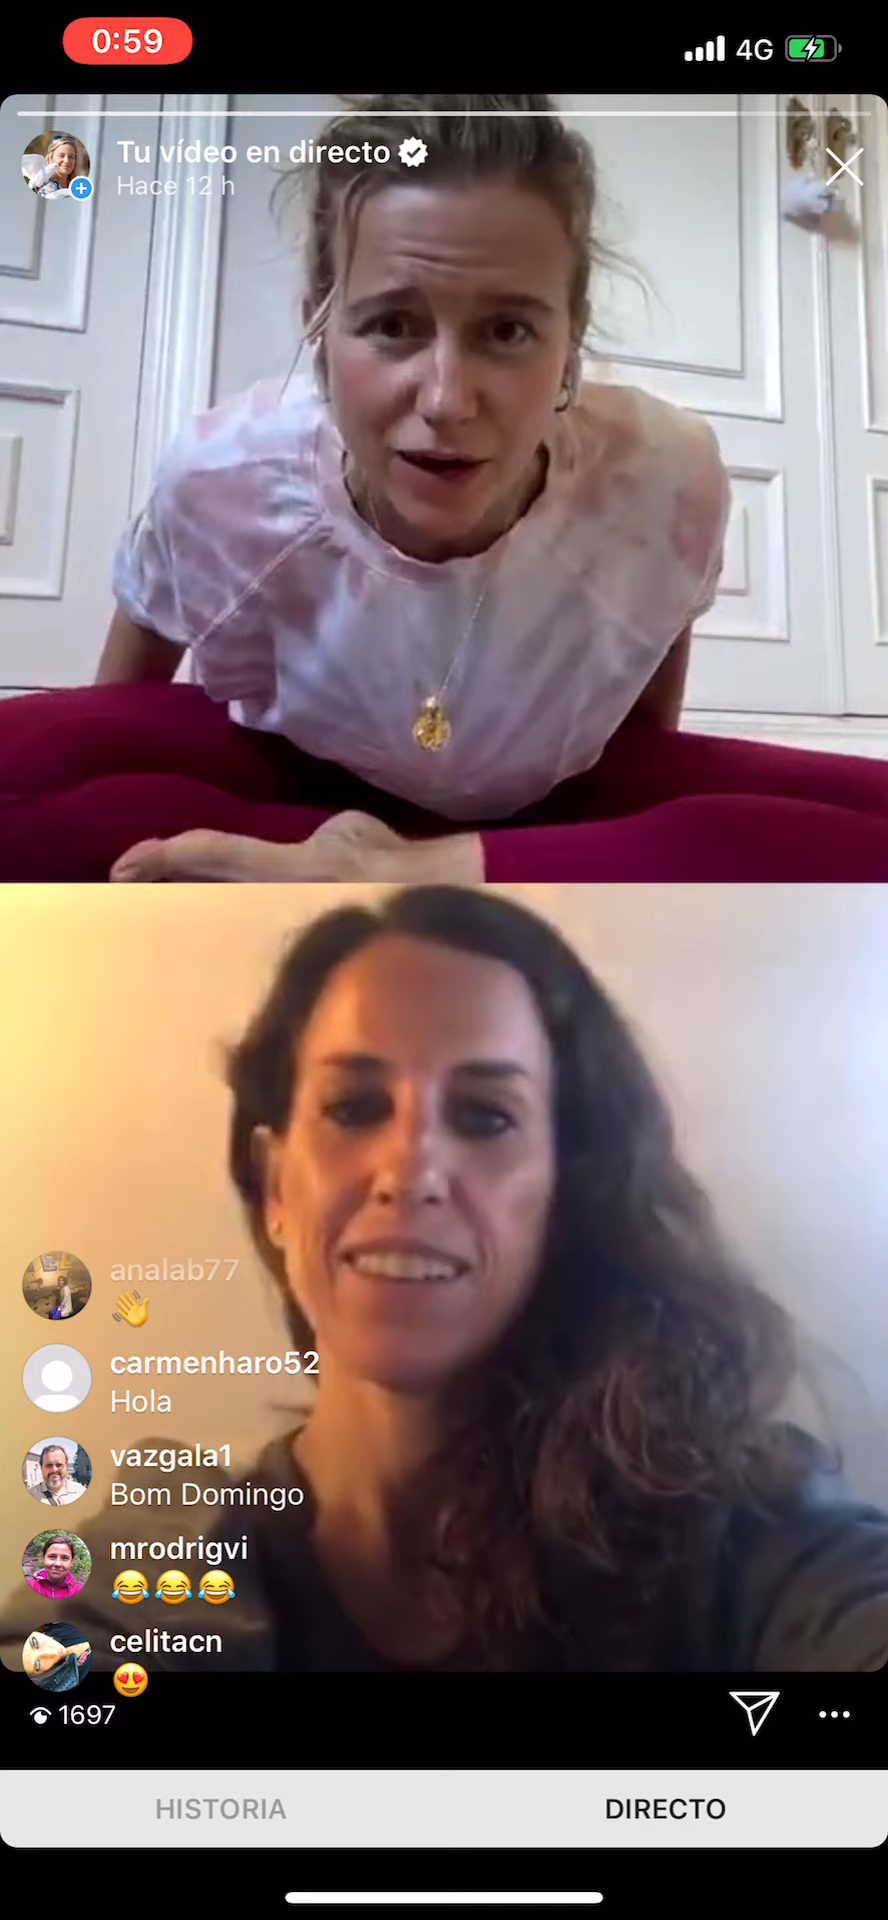 0:59
4G
Tu vídeo en directo
Hace 12 h
analab77
👋
carmenharo52
Hola
vazgala1
Bom Domingo
mrodrigvi
😂😂😂
celitacn
😍
1697
HISTORIA
DIRECTO